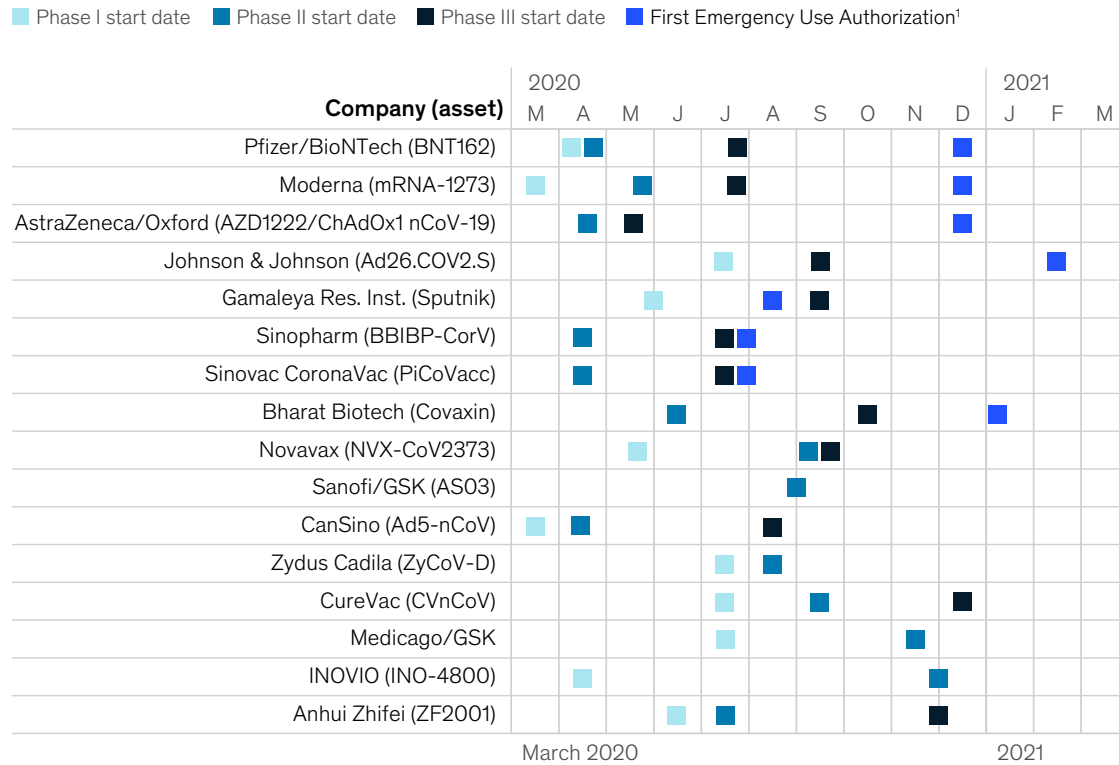 Phase I start date Phase II start date Phase III start date First Emergency Use Authorization¹
2020 2021
Company (asset) M A M J J A S O N D J F M
Pfizer/BioNTech (BNT162)
Moderna (mRNA-1273)
AstraZeneca/Oxford (AZD1222/ChAdOx1 nCoV-19)
Johnson & Johnson (Ad26.COV2.S)
Gamaleya Res. Inst. (Sputnik)
Sinopharm (BBIBP-CorV)
Sinovac CoronaVac (PiCoVacc)
Bharat Biotech (Covaxin)
Novavax (NVX-CoV2373)
Sanofi/GSK (AS03)
CanSino (Ad5-nCoV)
Zydus Cadila (ZyCoV-D)
CureVac (CVnCoV)
Medicago/GSK
INOVIO (INO-4800)
Anhui Zhifei (ZF2001)
March 2020 2021